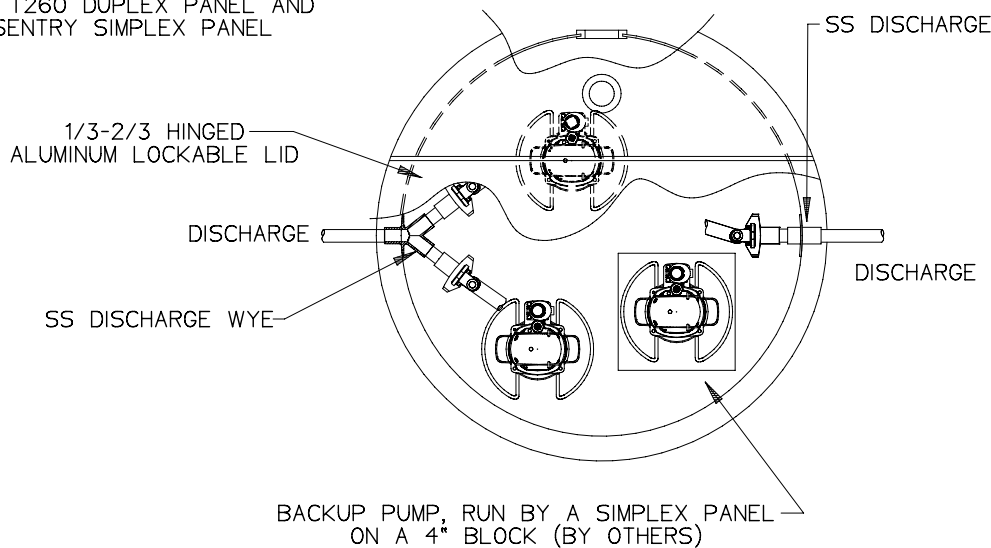 T260 DUPLEX PANEL AND
SENTRY SIMPLEX PANEL
SS DISCHARGE
1/3-2/3 HINGED
ALUMINUM LOCKABLE LID
DISCHARGE
DISCHARGE
SS DISCHARGE WYE
BACKUP PUMP, RUN BY A SIMPLEX PANEL
ON A 4" BLOCK (BY OTHERS)